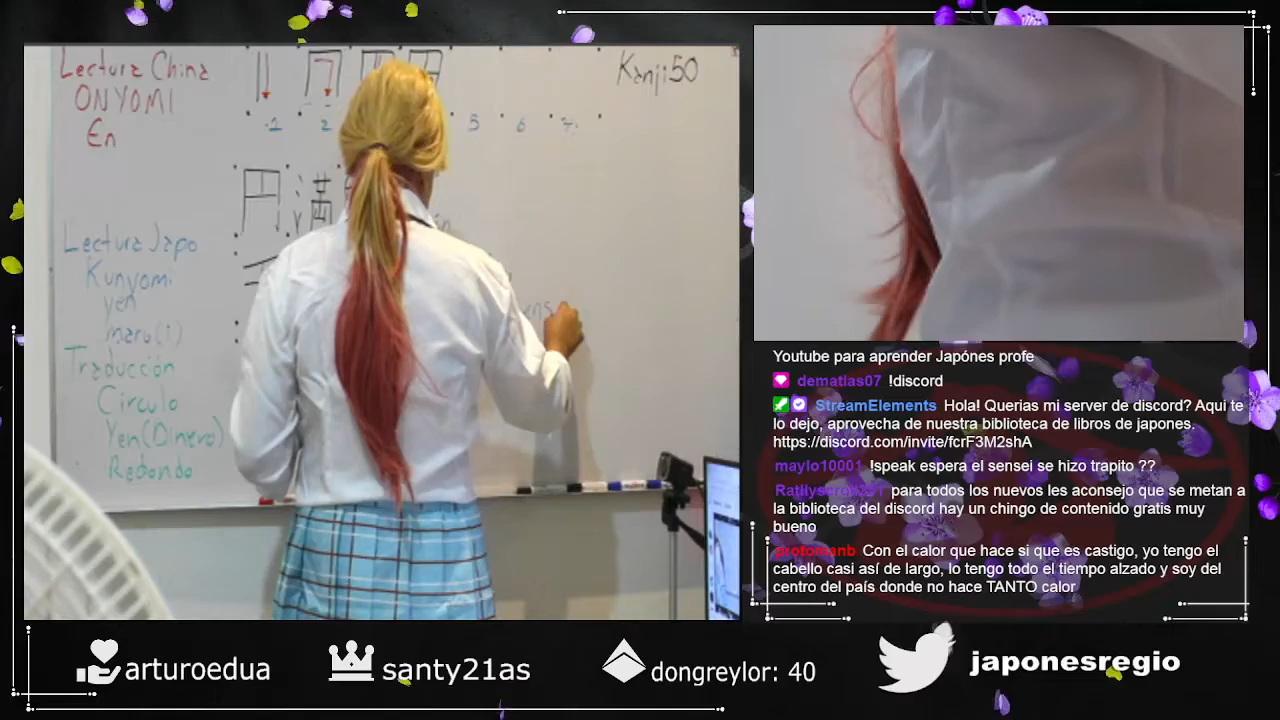 Lectura China
ONYOMI
En
Kanji 50
1 2 5 6 7
円 、 満
Lectura Japo
Kunyomi
yen
maru(i)
Traducción
Circulo
Yen (Dinero)
Redondo
Youtube para aprender Japónes profe
dematias07 !discord
StreamElements Hola! Querias mi server de discord? Aqui te
lo dejo, aprovecha de nuestra biblioteca de libros de japones.
https://discord.com/invite/fcrF3M2shA
maylo10001 !speak espera el sensei se hizo trapito ??
para todos los nuevos les aconsejo que se metan a
la biblioteca del discord hay un chingo de contenido gratis muy
bueno
protomanb Con el calor que hace si que es castigo, yo tengo el
cabello casi así de largo, lo tengo todo el tiempo alzado y soy del
centro del país donde no hace TANTO calor
arturoedua
santy21as
dongreylor: 40
japonesregio